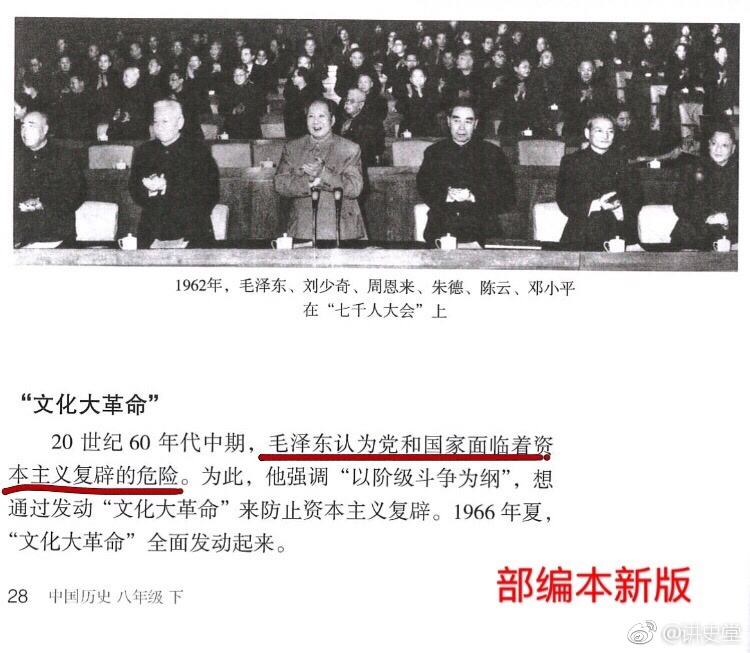 1962年，毛泽东、刘少奇、周恩来、朱德、陈云、邓小平
在“七千人大会”上
“文化大革命”
20 世纪 60 年代中期，毛泽东认为党和国家面临着资
本主义复辟的危险。为此，他强调“以阶级斗争为纲”，想
通过发动“文化大革命”来防止资本主义复辟。1966 年夏，
“文化大革命”全面发动起来。
28 中国历史 八年级 下
部编本新版
@讲史堂